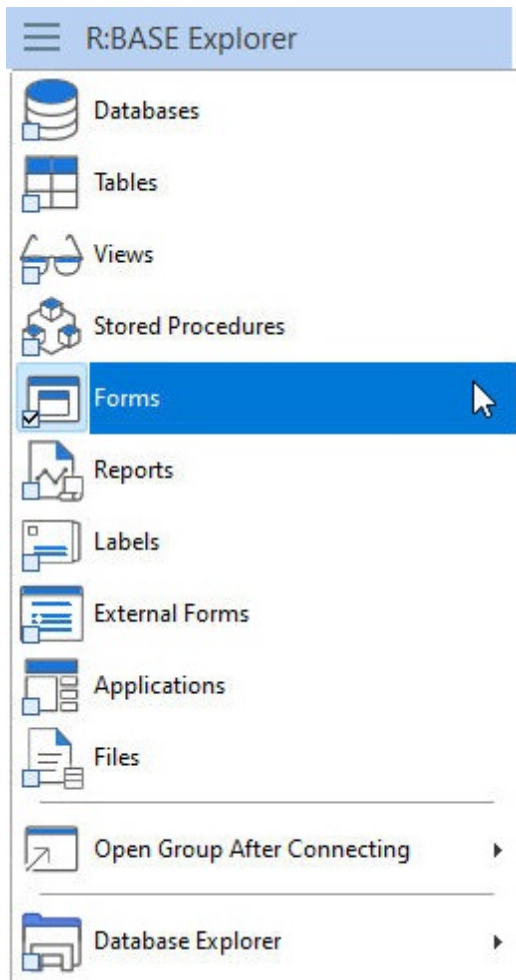 R:BASE Explorer
Databases
Tables
Views
Stored Procedures
Forms
Reports
Labels
External Forms
Applications
Files
Open Group After Connecting
Database Explorer